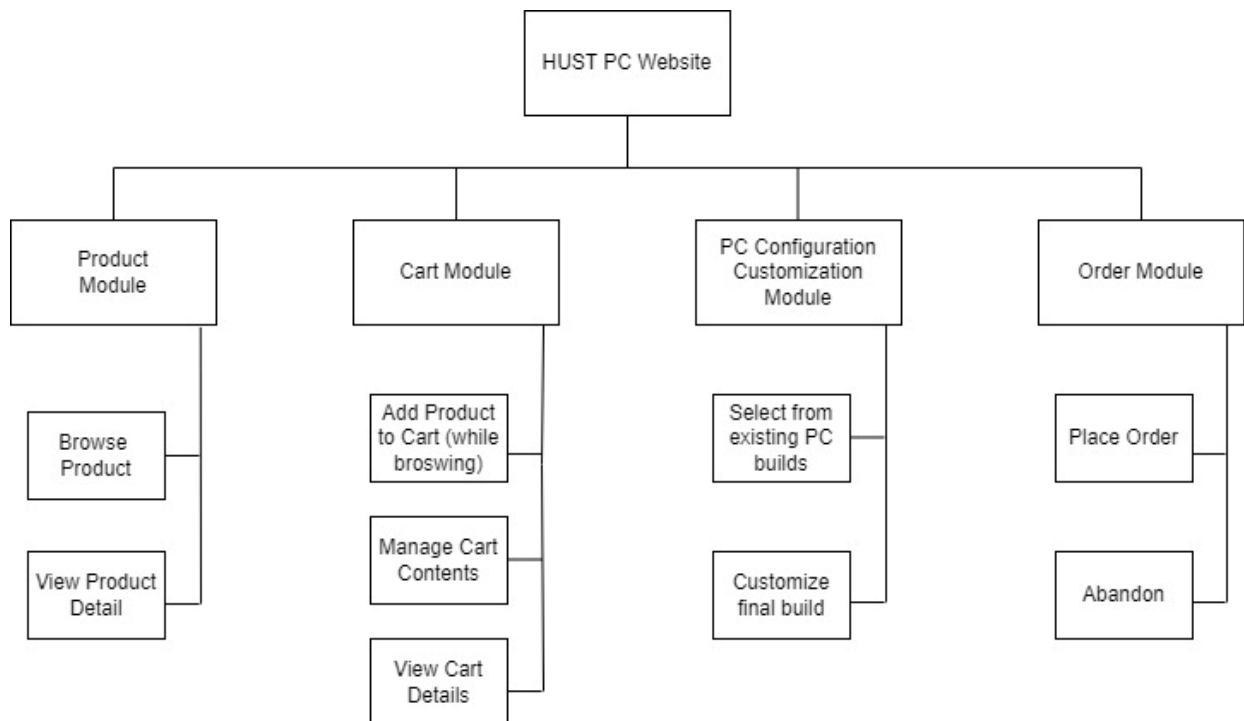 HUST PC Website
Product
Module
Cart Module
PC Configuration
Customization
Module
Order Module
Browse
Product
View Product
Detail
Add Product
to Cart (while
broswing)
Manage Cart
Contents
View Cart
Details
Select from
existing PC
builds
Customize
final build
Place Order
Abandon